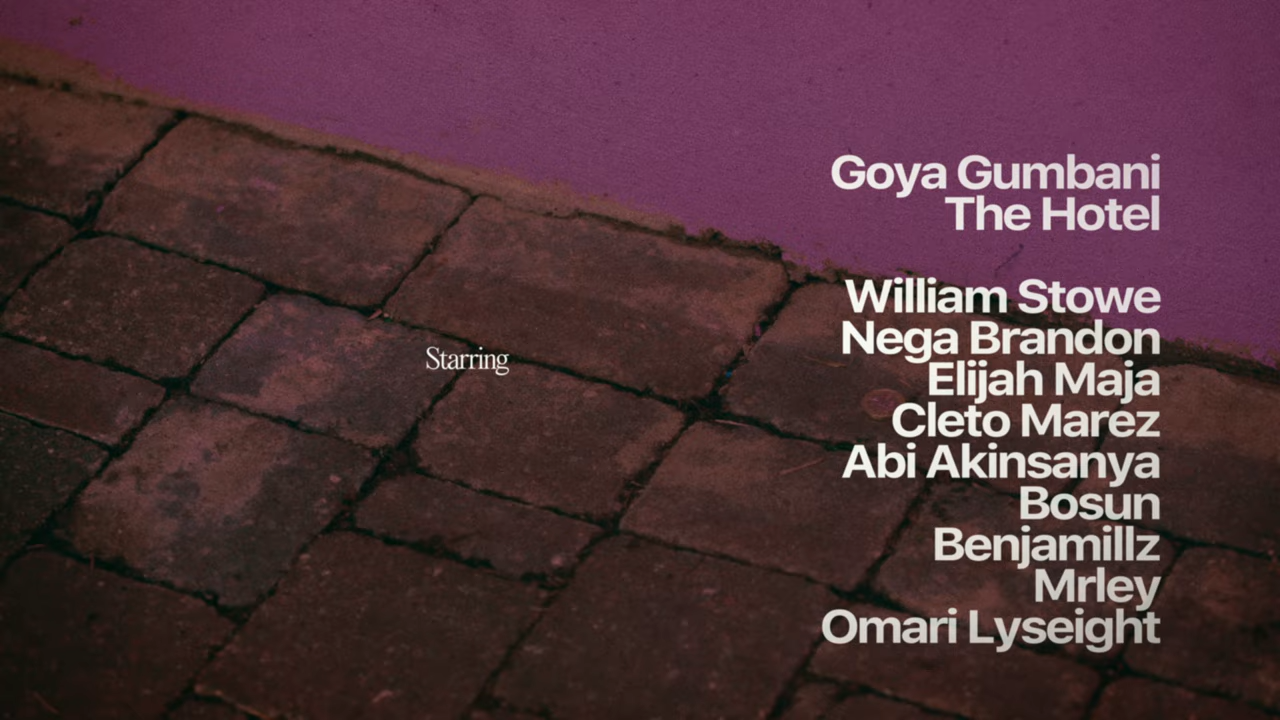 Starring
Goya Gumbani
The Hotel
William Stowe
Nega Brandon
Elijah Maja
Cleto Marez
Abi Akinsanya
Bosun
Benjamillz
Mrley
Omari Lyseight